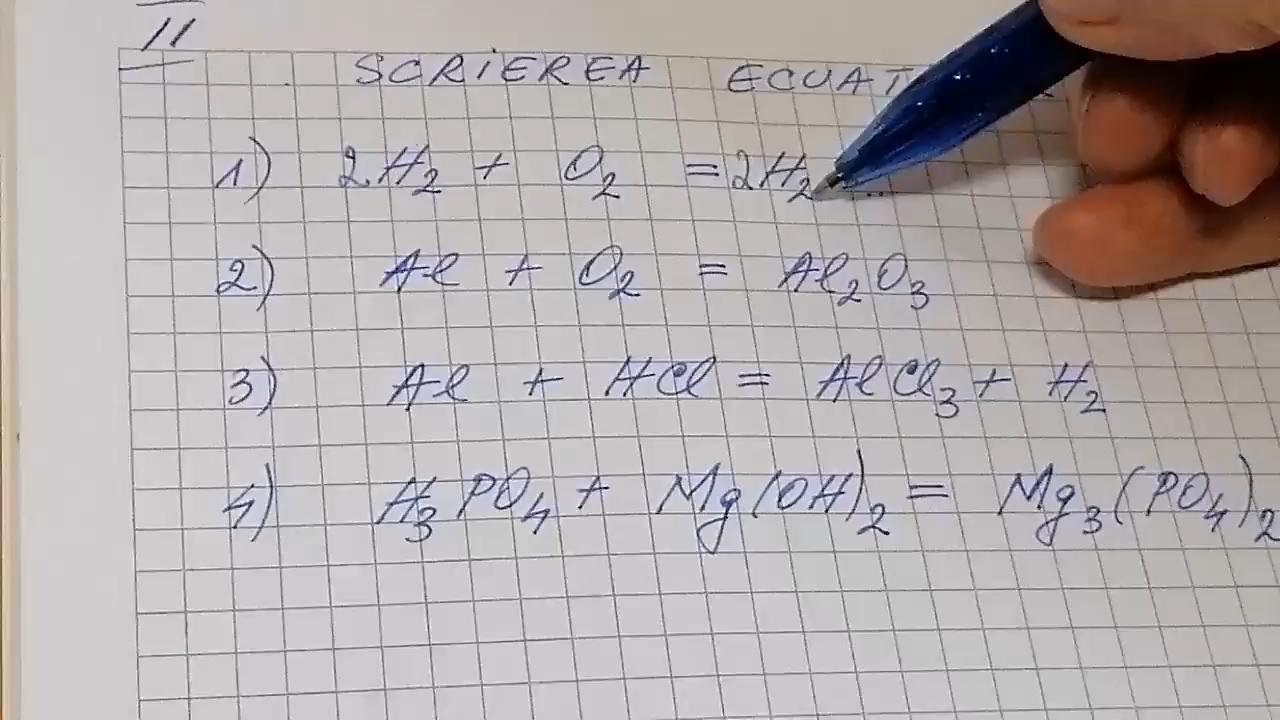 II
SCRIEREA ECUAT
1) 2H₂ + O₂ = 2H₂
2) Al + O₂ = Al₂O₃
3) Al + HCl = AlCl₃ + H₂
4) H₃PO₄ + Mg(OH)₂ = Mg₃(PO₄)₂